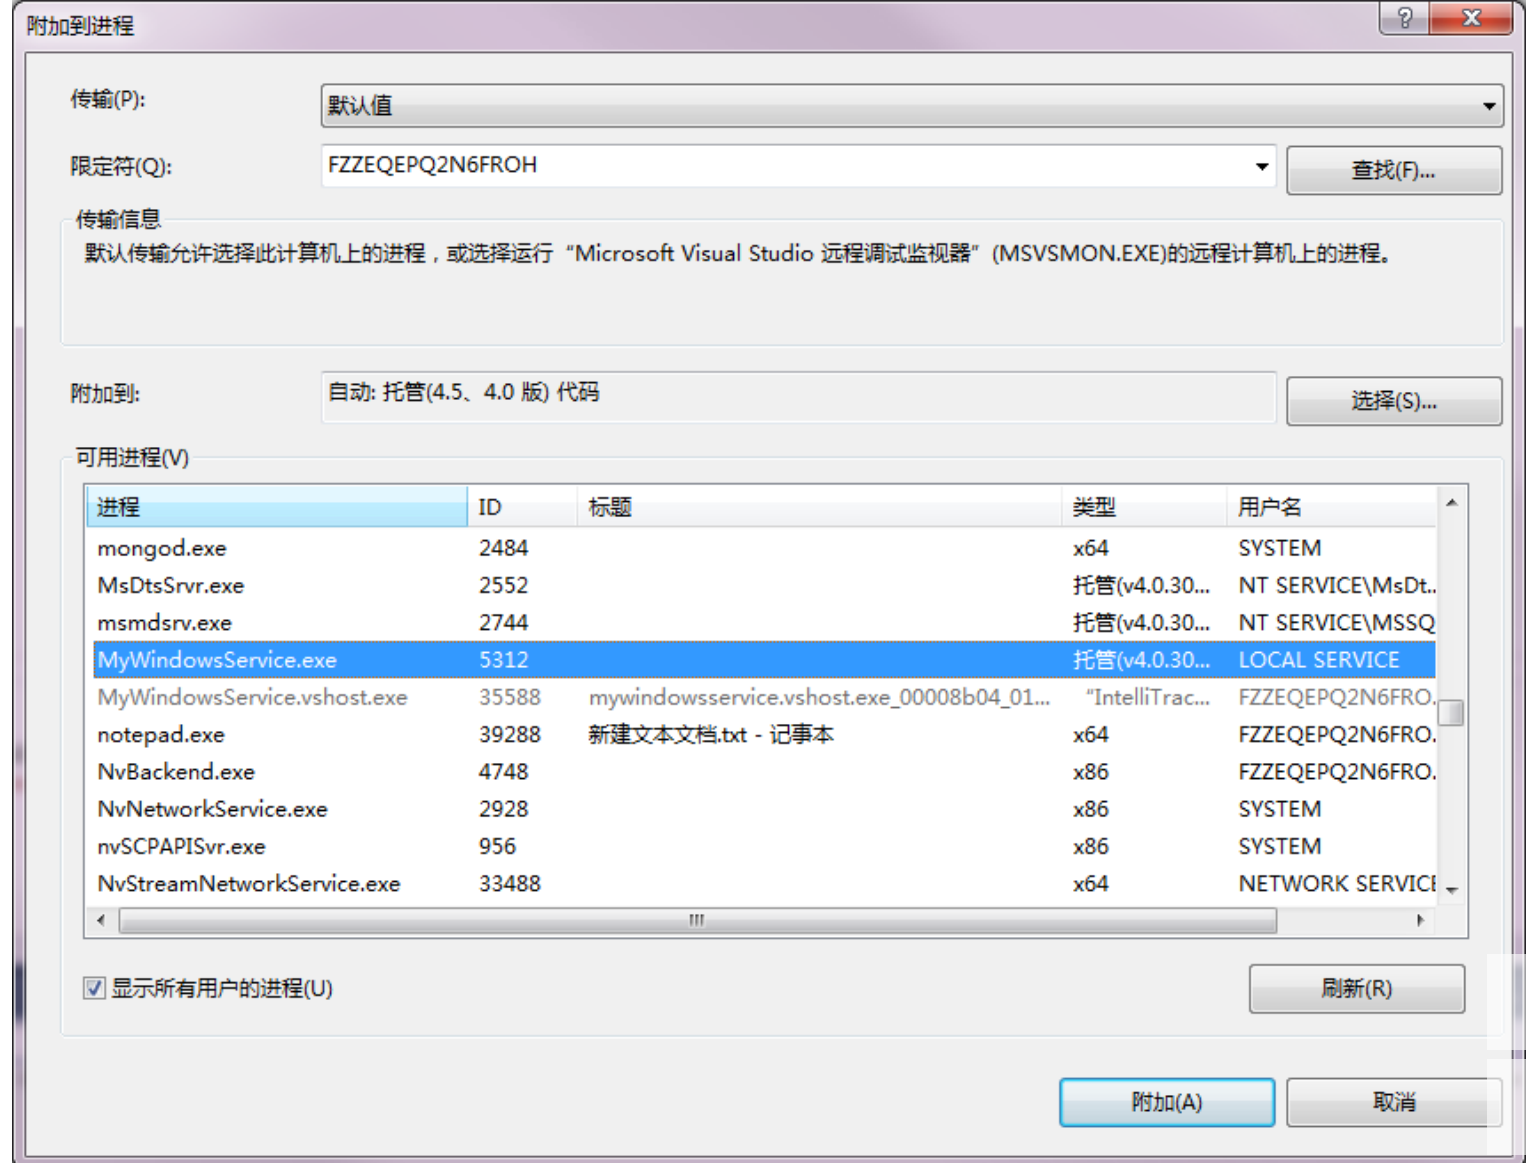 附加到进程
传输(P):
默认值
限定符(Q):
FZZEQEPQ2N6FROH
查找(F)...
传输信息
默认传输允许选择此计算机上的进程，或选择运行“Microsoft Visual Studio 远程调试监视器”(MSVSMON.EXE)的远程计算机上的进程。
附加到:
自动: 托管(4.5、4.0 版) 代码
选择(S)...
可用进程(V)
进程 ID 标题 类型 用户名
mongod.exe 2484 x64 SYSTEM
MsDtsSrvr.exe 2552 托管(v4.0.30... NT SERVICE\MsDt...
msmdsrv.exe 2744 托管(v4.0.30... NT SERVICE\MSSQ
MyWindowsService.exe 5312 托管(v4.0.30... LOCAL SERVICE
MyWindowsService.vshost.exe 35588 mywindowsservice.vshost.exe_00008b04_01... “IntelliTrac... FZZEQEPQ2N6FRO.
notepad.exe 39288 新建文本文档.txt - 记事本 x64 FZZEQEPQ2N6FRO.
NvBackend.exe 4748 x86 FZZEQEPQ2N6FRO.
NvNetworkService.exe 2928 x86 SYSTEM
nvSCPAPISvr.exe 956 x86 SYSTEM
NvStreamNetworkService.exe 33488 x64 NETWORK SERVICE
显示所有用户的进程(U)
刷新(R)
附加(A)
取消